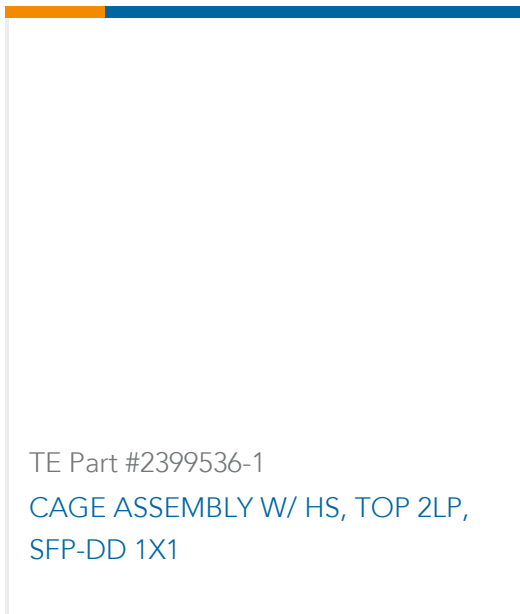 TE Part #2399536-1
CAGE ASSEMBLY W/ HS, TOP 2LP,
SFP-DD 1X1